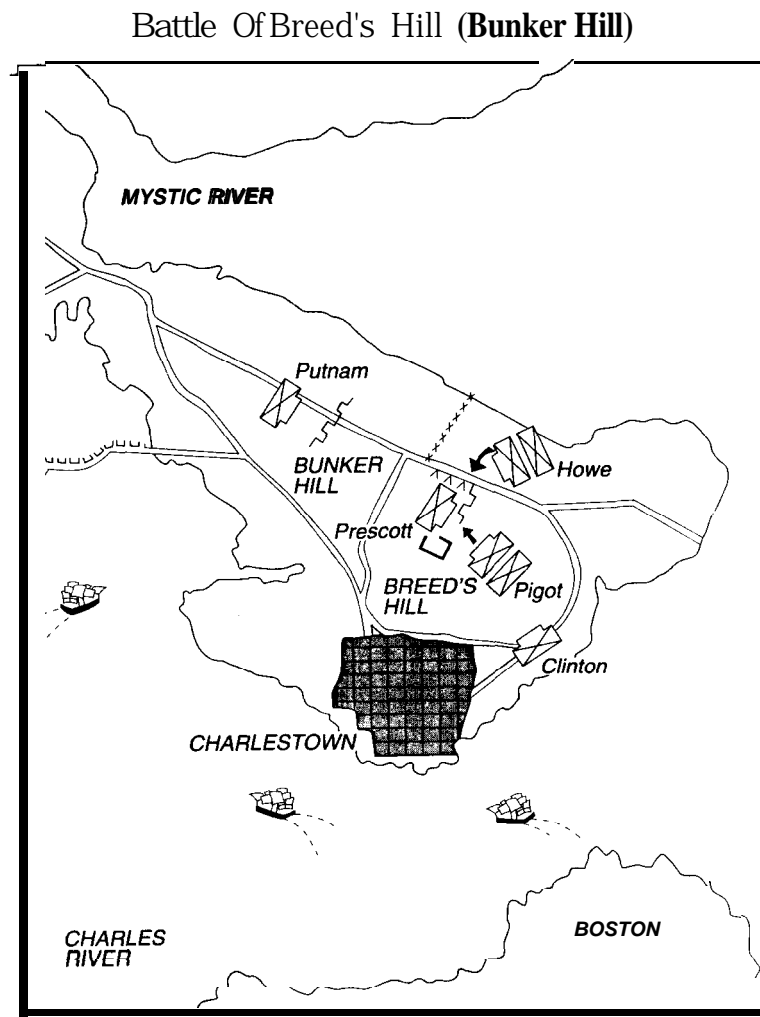 Battle Of Breed's Hill (Bunker Hill)
MYSTIC RIVER
Putnam
BUNKER
HILL
Howe
Prescott
BREED'S
HILL
Pigot
Clinton
CHARLESTOWN
CHARLES
RIVER
BOSTON